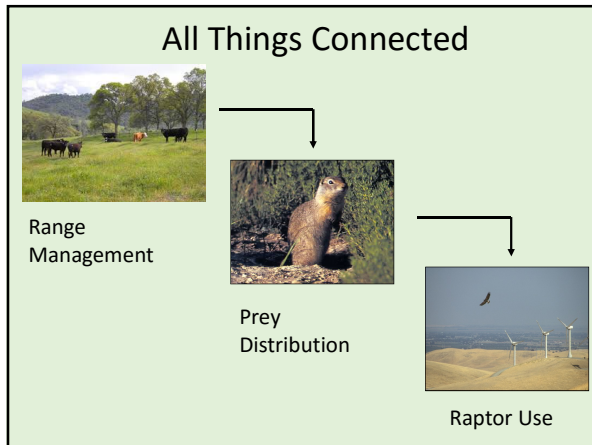 All Things Connected
Range
Management
Prey
Distribution
Raptor Use